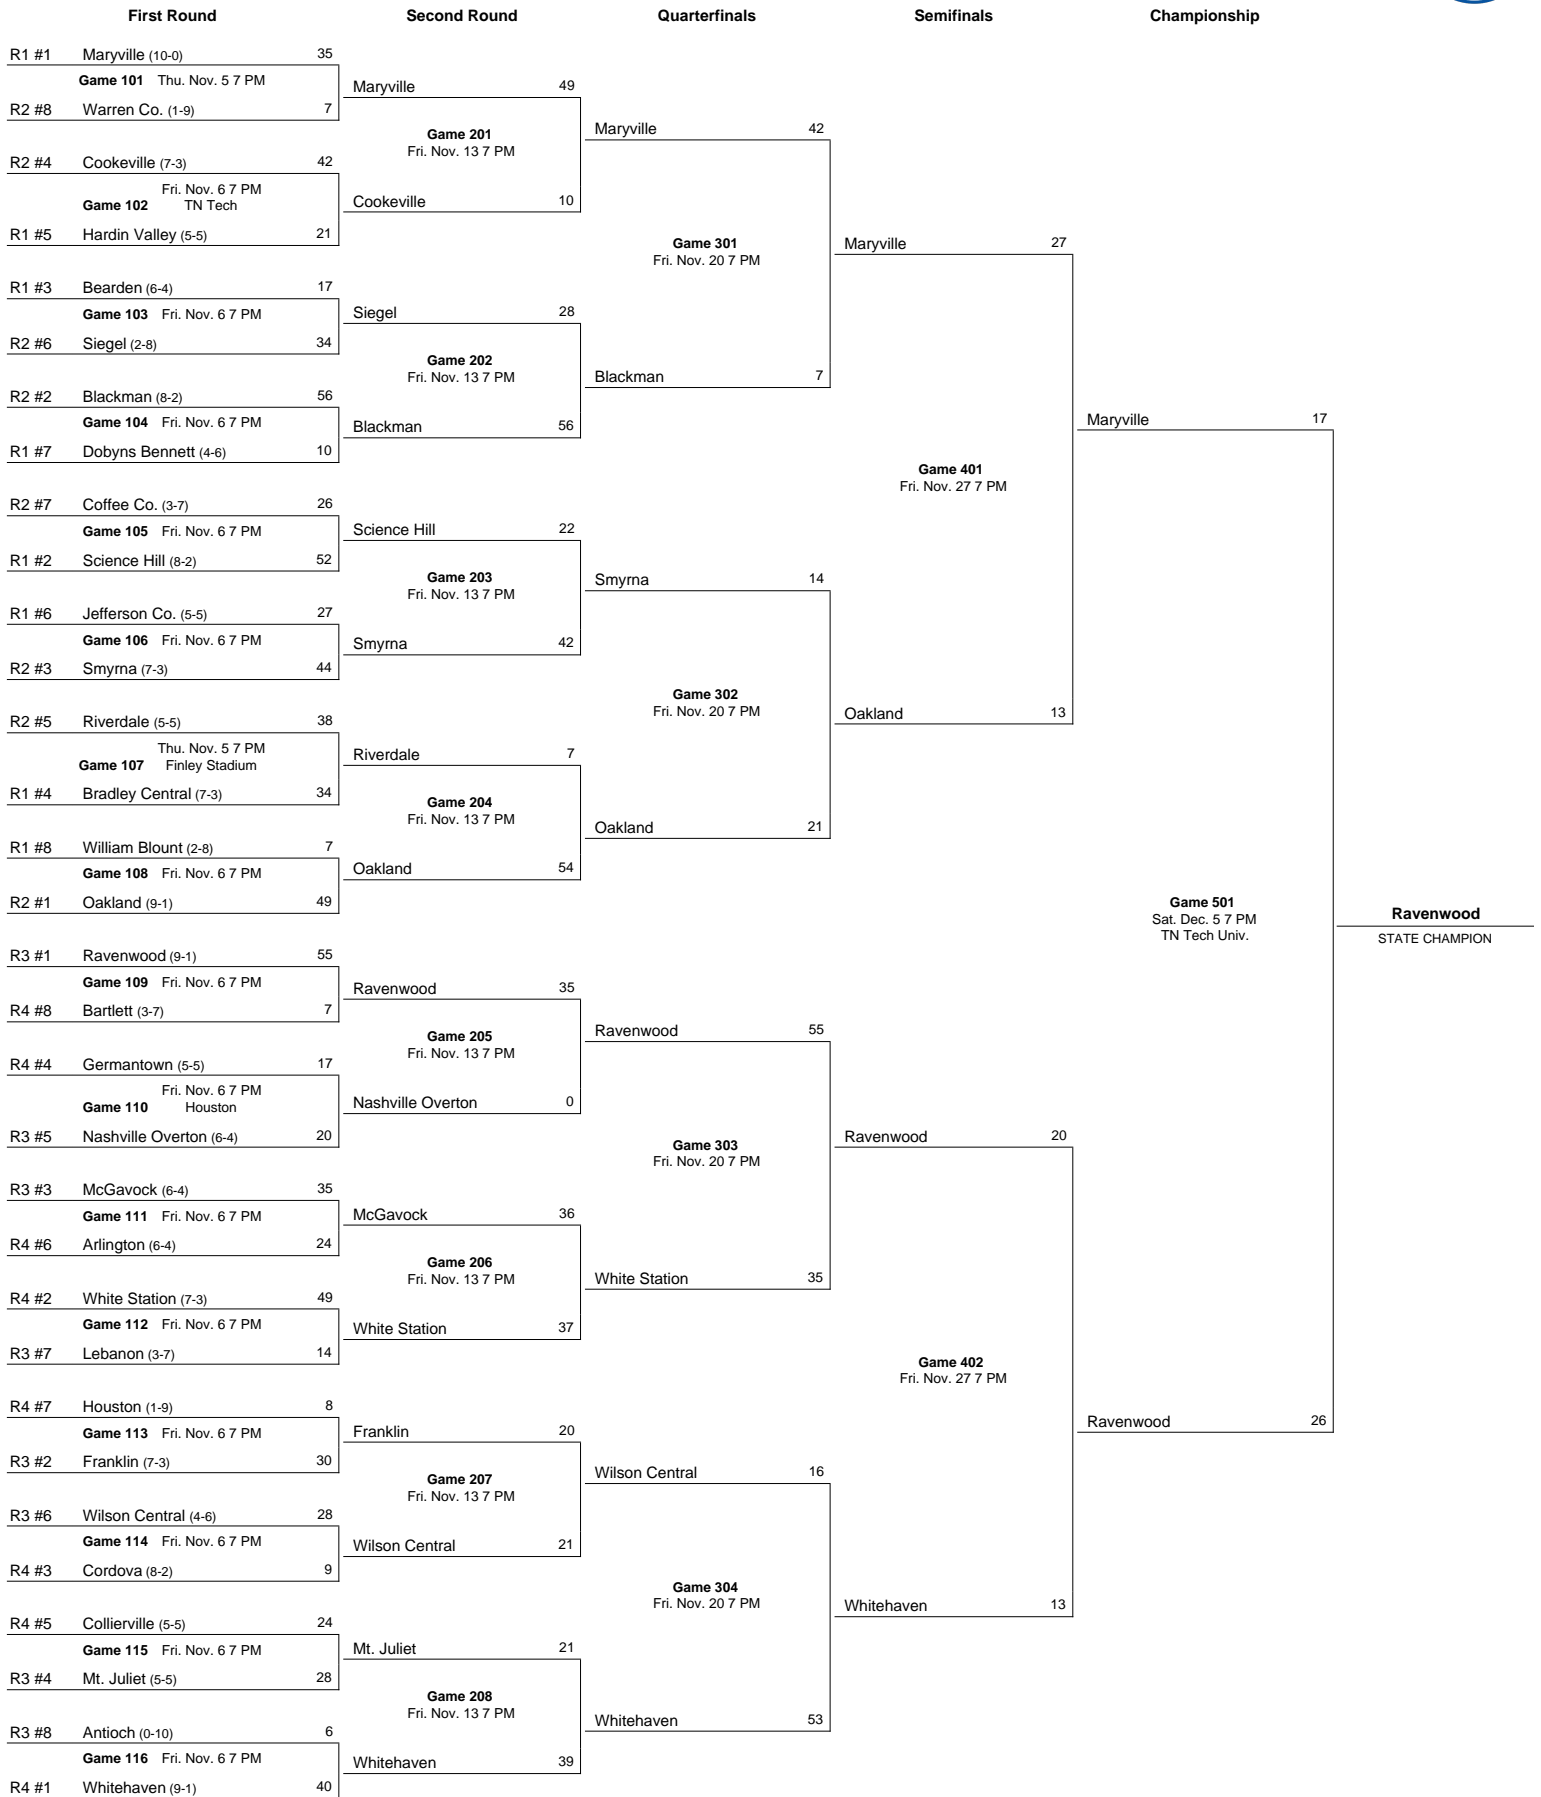 First Round Second Round Quarterfinals Semifinals Championship
R1 #1 Maryville (10-0) 35
Game 101 Thu. Nov. 5 7 PM
R2 #8 Warren Co. (1-9) 7
R2 #4 Cookeville (7-3) 42
Fri. Nov. 6 7 PM
Game 102 TN Tech
R1 #5 Hardin Valley (5-5) 21
R1 #3 Bearden (6-4) 17
Game 103 Fri. Nov. 6 7 PM
R2 #6 Siegel (2-8) 34
R2 #2 Blackman (8-2) 56
Game 104 Fri. Nov. 6 7 PM
R1 #7 Dobyns Bennett (4-6) 10
R2 #7 Coffee Co. (3-7) 26
Game 105 Fri. Nov. 6 7 PM
R1 #2 Science Hill (8-2) 52
R1 #6 Jefferson Co. (5-5) 27
Game 106 Fri. Nov. 6 7 PM
R2 #3 Smyrna (7-3) 44
R2 #5 Riverdale (5-5) 38
Thu. Nov. 5 7 PM
Game 107 Finley Stadium
R1 #4 Bradley Central (7-3) 34
R1 #8 William Blount (2-8) 7
Game 108 Fri. Nov. 6 7 PM
R2 #1 Oakland (9-1) 49
R3 #1 Ravenwood (9-1) 55
Game 109 Fri. Nov. 6 7 PM
R4 #8 Bartlett (3-7) 7
R4 #4 Germantown (5-5) 17
Fri. Nov. 6 7 PM
Game 110 Houston
R3 #5 Nashville Overton (6-4) 20
R3 #3 McGavock (6-4) 35
Game 111 Fri. Nov. 6 7 PM
R4 #6 Arlington (6-4) 24
R4 #2 White Station (7-3) 49
Game 112 Fri. Nov. 6 7 PM
R3 #7 Lebanon (3-7) 14
R4 #7 Houston (1-9) 8
Game 113 Fri. Nov. 6 7 PM
R3 #2 Franklin (7-3) 30
R3 #6 Wilson Central (4-6) 28
Game 114 Fri. Nov. 6 7 PM
R4 #3 Cordova (8-2) 9
R4 #5 Collierville (5-5) 24
Game 115 Fri. Nov. 6 7 PM
R3 #4 Mt. Juliet (5-5) 28
R3 #8 Antioch (0-10) 6
Game 116 Fri. Nov. 6 7 PM
R4 #1 Whitehaven (9-1) 40
Maryville 49
Game 201
Fri. Nov. 13 7 PM
Cookeville 10
Siegel 28
Game 202
Fri. Nov. 13 7 PM
Blackman 56
Science Hill 22
Game 203
Fri. Nov. 13 7 PM
Smyrna 42
Riverdale 7
Game 204
Fri. Nov. 13 7 PM
Oakland 54
Ravenwood 35
Game 205
Fri. Nov. 13 7 PM
Nashville Overton 0
McGavock 36
Game 206
Fri. Nov. 13 7 PM
White Station 37
Franklin 20
Game 207
Fri. Nov. 13 7 PM
Wilson Central 21
Mt. Juliet 21
Game 208
Fri. Nov. 13 7 PM
Whitehaven 39
Maryville 42
Game 301
Fri. Nov. 20 7 PM
Blackman 7
Smyrna 14
Game 302
Fri. Nov. 20 7 PM
Oakland 21
Ravenwood 55
Game 303
Fri. Nov. 20 7 PM
White Station 35
Wilson Central 16
Game 304
Fri. Nov. 20 7 PM
Whitehaven 53
Maryville 27
Game 401
Fri. Nov. 27 7 PM
Oakland 13
Ravenwood 20
Game 402
Fri. Nov. 27 7 PM
Whitehaven 13
Maryville 17
Game 501
Sat. Dec. 5 7 PM
TN Tech Univ.
Ravenwood 26
Ravenwood
STATE CHAMPION